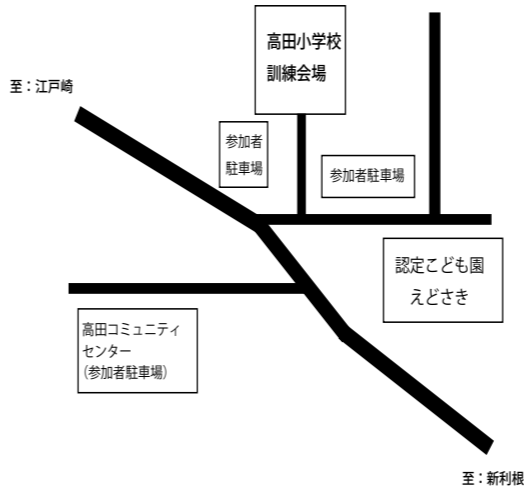 高田小学校
訓練会場
至：江戸崎
参加者
駐車場
参加者駐車場
認定こども園
えどさき
高田コミュニティ
センター
(参加者駐車場)
至：新利根